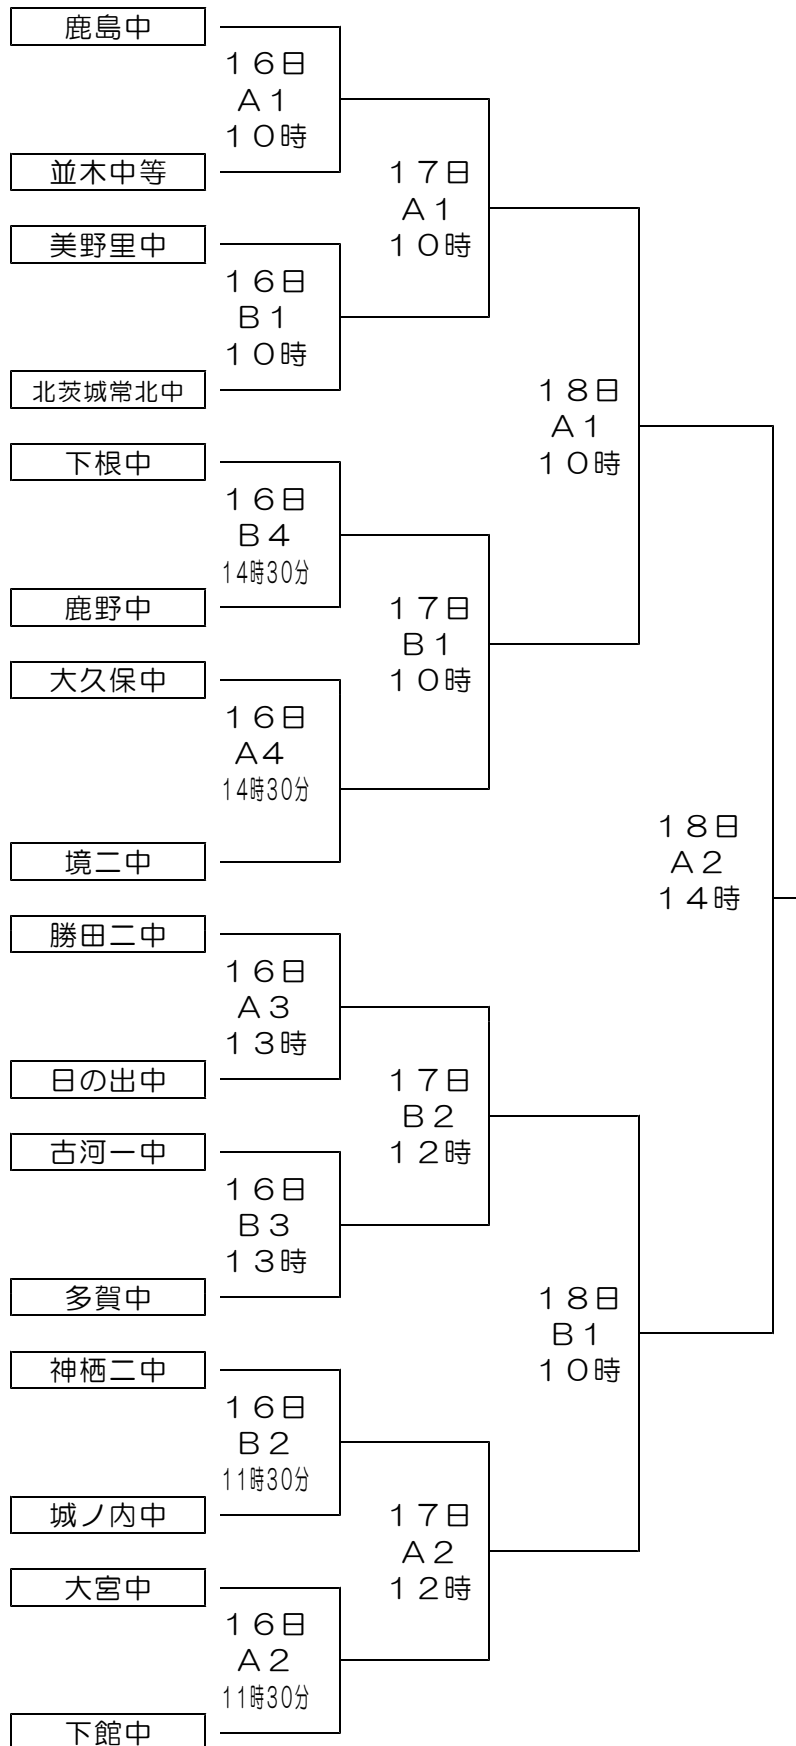 鹿島中
１６日
Ａ１
１０時
並木中等
１７日
Ａ１
１０時
美野里中
１６日
Ｂ１
１０時
北茨城常北中
１８日
Ａ１
１０時
下根中
１６日
Ｂ４
14時30分
鹿野中
１７日
Ｂ１
１０時
大久保中
１６日
Ａ４
14時30分
境二中
１８日
Ａ２
１４時
勝田二中
１６日
Ａ３
１３時
日の出中
１７日
Ｂ２
１２時
古河一中
１６日
Ｂ３
１３時
多賀中
１８日
Ｂ１
１０時
神栖二中
１６日
Ｂ２
11時30分
城ノ内中
１７日
Ａ２
１２時
大宮中
１６日
Ａ２
11時30分
下館中